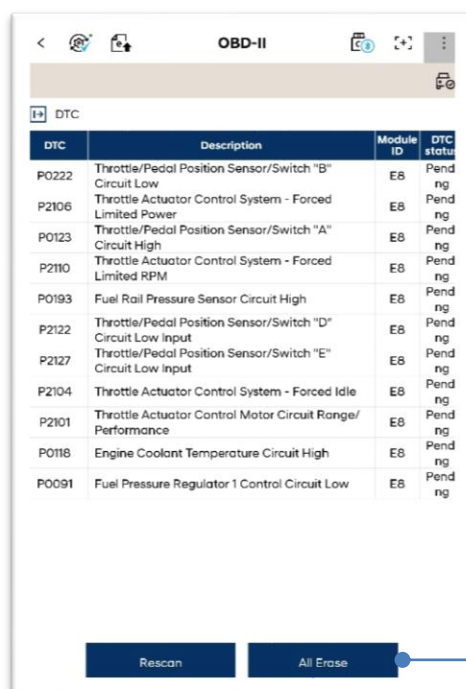 OBD-II
DTC
DTC Description Module ID DTC status
P0222 Throttle/Pedal Position Sensor/Switch "B" Circuit Low E8 Pending
P2106 Throttle Actuator Control System - Forced Limited Power E8 Pending
P0123 Throttle/Pedal Position Sensor/Switch "A" Circuit High E8 Pending
P2110 Throttle Actuator Control System - Forced Limited RPM E8 Pending
P0193 Fuel Rail Pressure Sensor Circuit High E8 Pending
P2122 Throttle/Pedal Position Sensor/Switch "D" Circuit Low Input E8 Pending
P2127 Throttle/Pedal Position Sensor/Switch "E" Circuit Low Input E8 Pending
P2104 Throttle Actuator Control System - Forced Idle E8 Pending
P2101 Throttle Actuator Control Motor Circuit Range/Performance E8 Pending
P0118 Engine Coolant Temperature Circuit High E8 Pending
P0091 Fuel Pressure Regulator 1 Control Circuit Low E8 Pending
Rescan All Erase